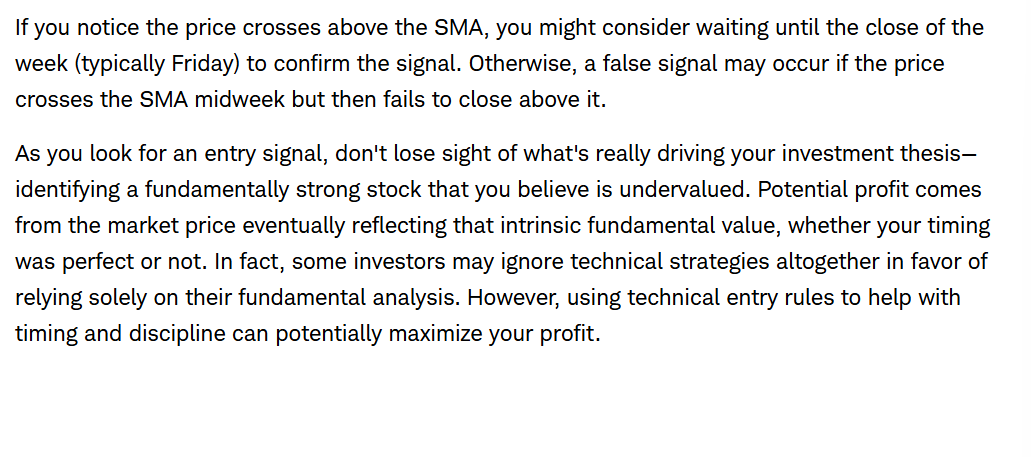 If you notice the price crosses above the SMA, you might consider waiting until the close of the
week (typically Friday) to confirm the signal. Otherwise, a false signal may occur if the price
crosses the SMA midweek but then fails to close above it.
As you look for an entry signal, don't lose sight of what's really driving your investment thesis—
identifying a fundamentally strong stock that you believe is undervalued. Potential profit comes
from the market price eventually reflecting that intrinsic fundamental value, whether your timing
was perfect or not. In fact, some investors may ignore technical strategies altogether in favor of
relying solely on their fundamental analysis. However, using technical entry rules to help with
timing and discipline can potentially maximize your profit.